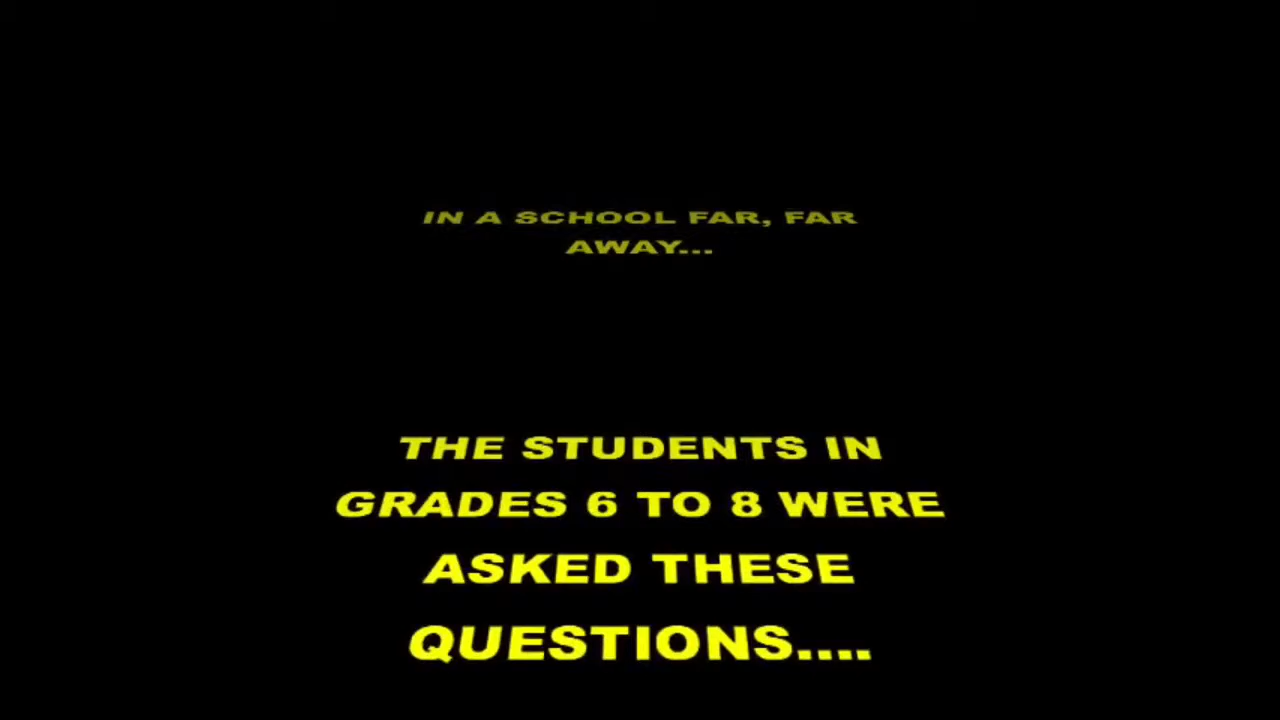 IN A SCHOOL FAR, FAR
AWAY...
THE STUDENTS IN
GRADES 6 TO 8 WERE
ASKED THESE
QUESTIONS....